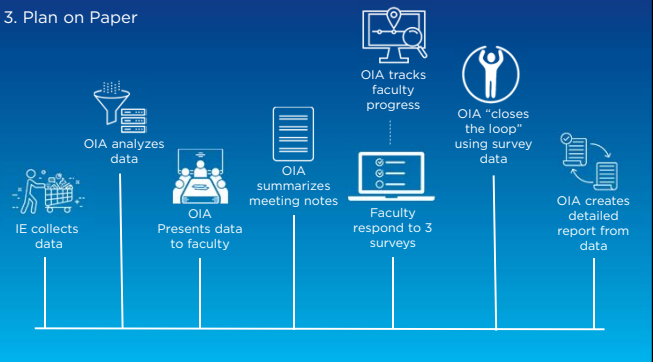 3. Plan on Paper
IE collects
data
OIA analyzes
data
OIA
Presents data
to faculty
OIA
summarizes
meeting notes
OIA tracks
faculty
progress
Faculty
respond to 3
surveys
OIA “closes
the loop”
using survey
data
OIA creates
detailed
report from
data